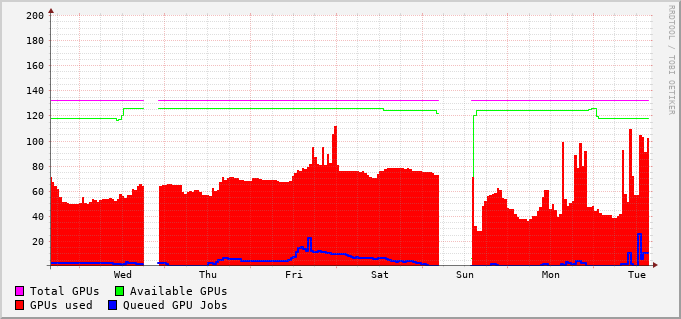 200
180
160
140
120
100
80
60
40
20
Wed Thu Fri Sat Sun Mon Tue
Total GPUs Available GPUs
GPUs used Queued GPU Jobs
RRDTOOL / TOBI OETIKER